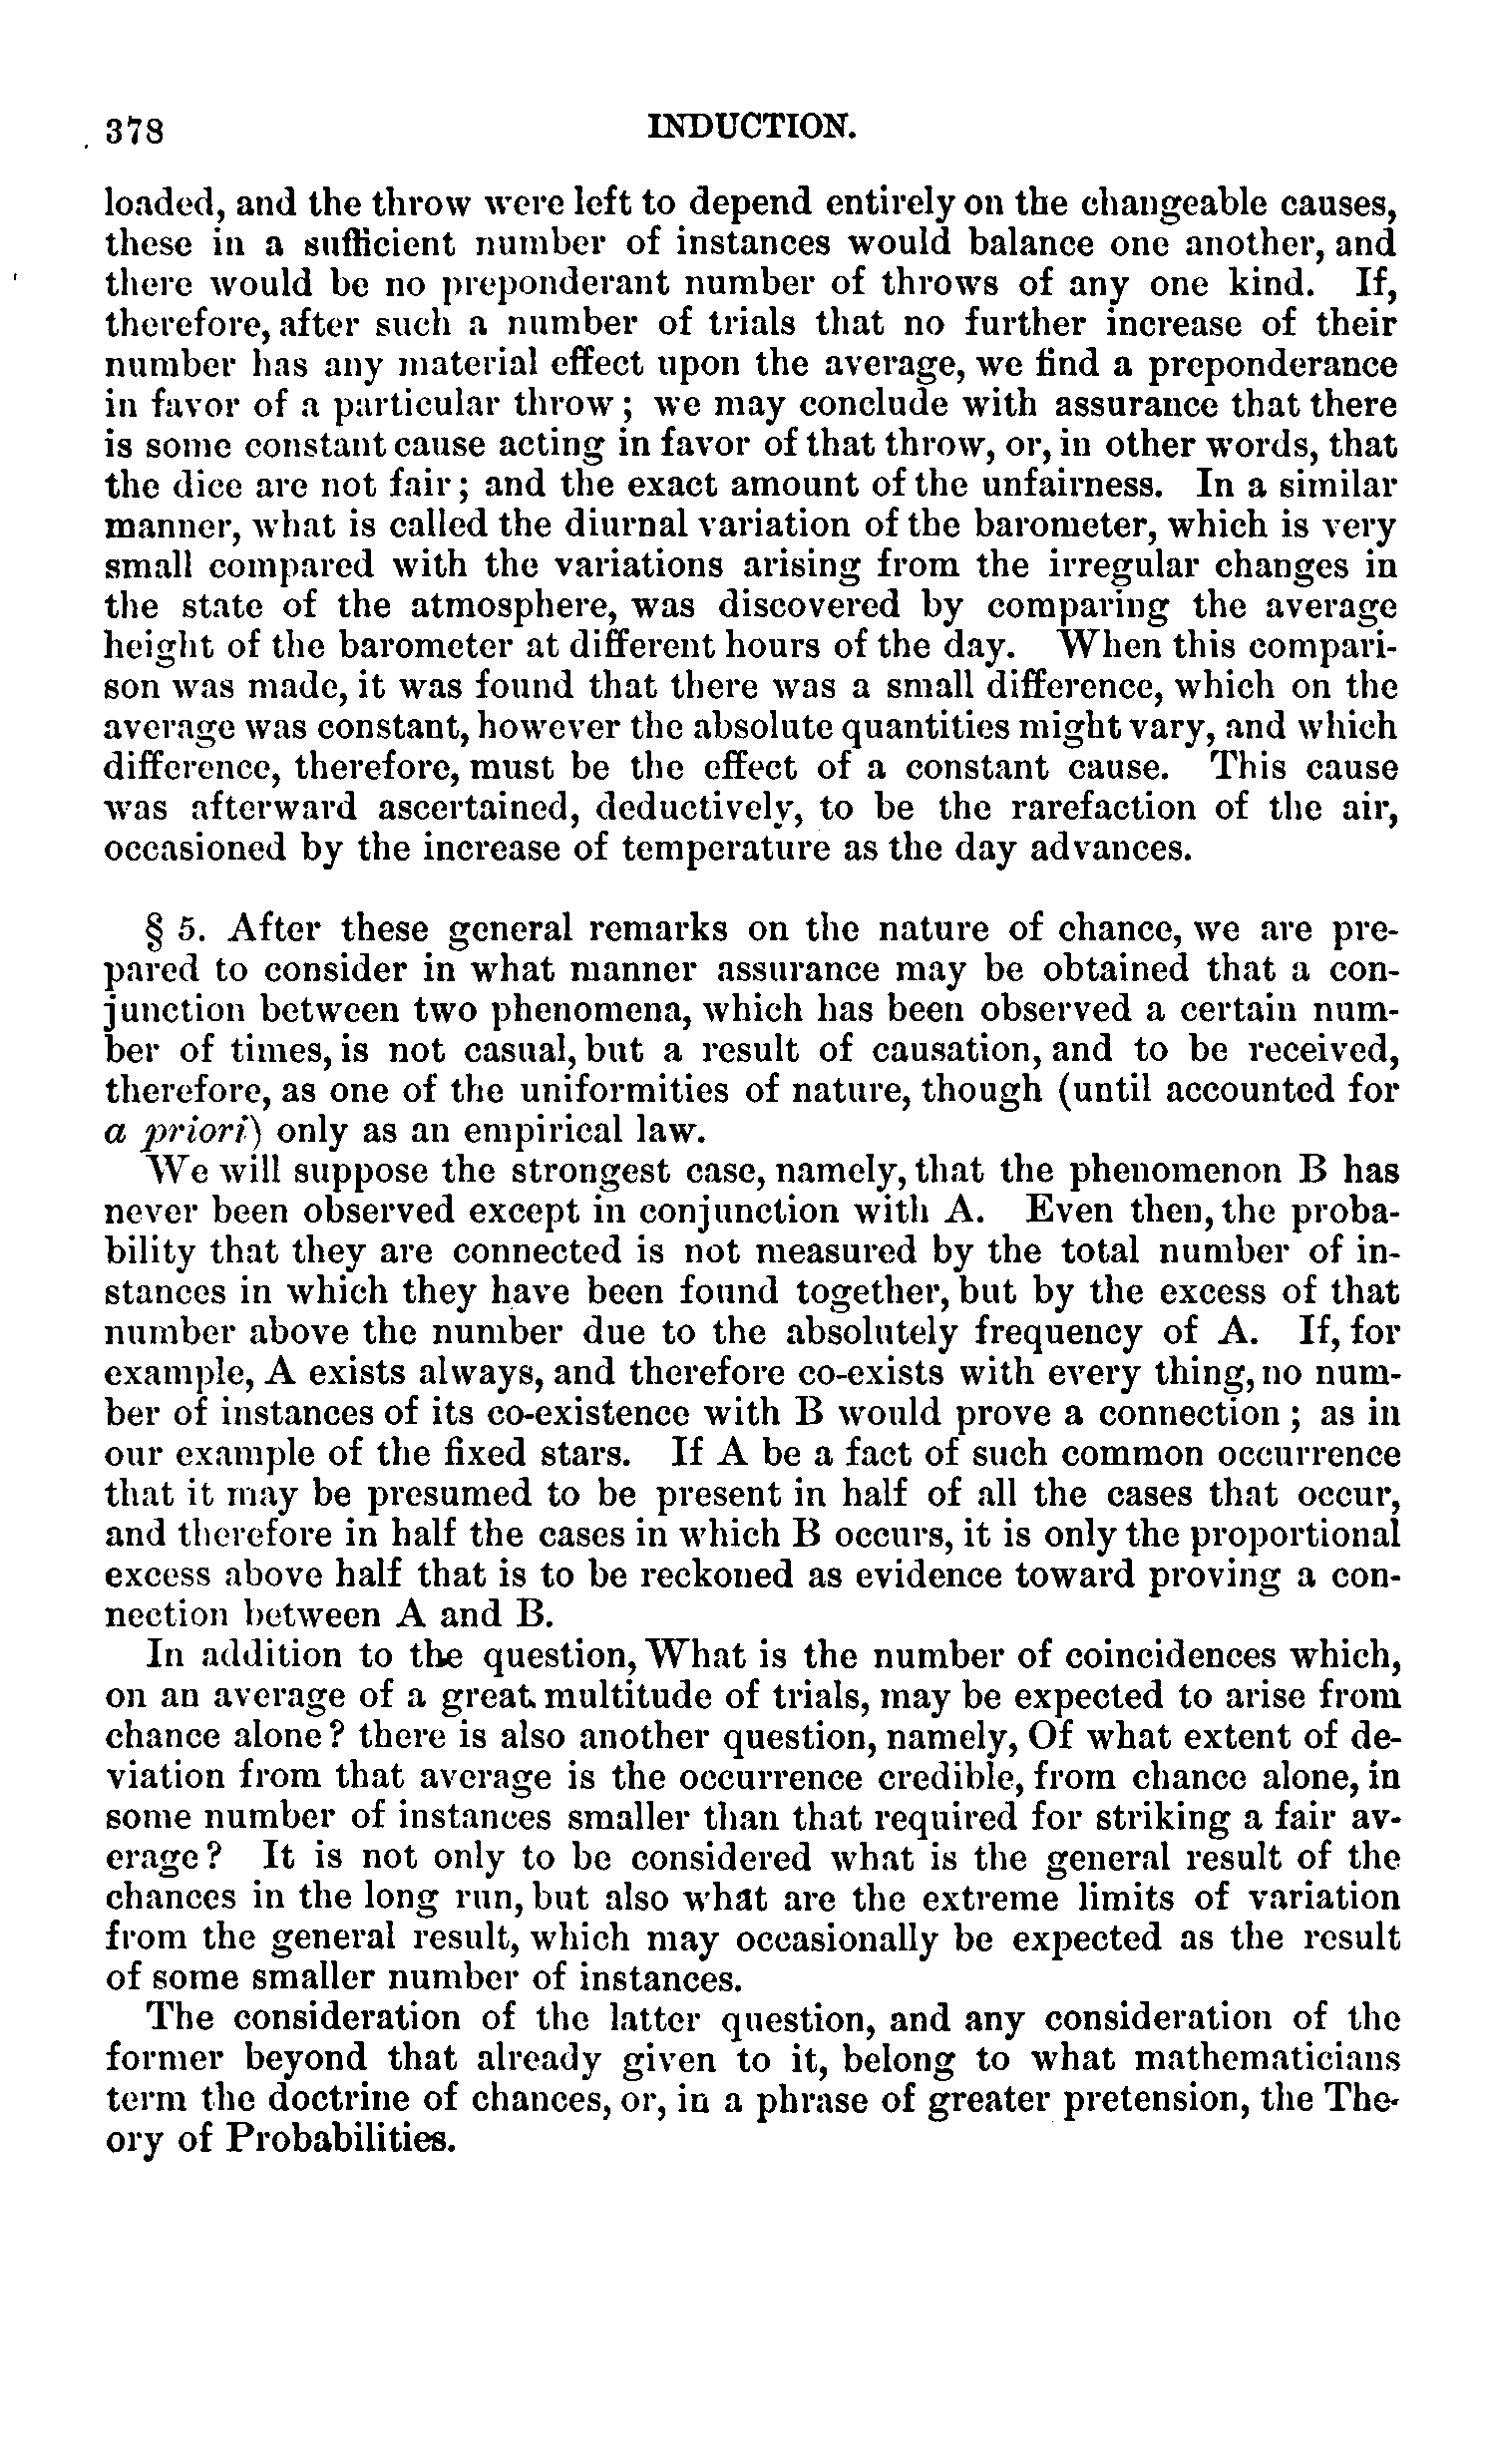 378 INDUCTION.
loaded, and the throw were left to depend entirely on the changeable causes,
these in a sufficient number of instances would balance one another, and
there would be no preponderant number of throws of any one kind. If,
therefore, after such a number of trials that no further increase of their
number has any material effect upon the average, we find a preponderance
in favor of a particular throw; we may conclude with assurance that there
is some constant cause acting in favor of that throw, or, in other words, that
the dice are not fair; and the exact amount of the unfairness. In a similar
manner, what is called the diurnal variation of the barometer, which is very
small compared with the variations arising from the irregular changes in
the state of the atmosphere, was discovered by comparing the average
height of the barometer at different hours of the day. When this compari-
son was made, it was found that there was a small difference, which on the
average was constant, however the absolute quantities might vary, and which
difference, therefore, must be the effect of a constant cause. This cause
was afterward ascertained, deductively, to be the rarefaction of the air,
occasioned by the increase of temperature as the day advances.
§ 5. After these general remarks on the nature of chance, we are pre-
pared to consider in what manner assurance may be obtained that a con-
junction between two phenomena, which has been observed a certain num-
ber of times, is not casual, but a result of causation, and to be received,
therefore, as one of the uniformities of nature, though (until accounted for
a priori) only as an empirical law.
We will suppose the strongest case, namely, that the phenomenon B has
never been observed except in conjunction with A. Even then, the proba-
bility that they are connected is not measured by the total number of in-
stances in which they have been found together, but by the excess of that
number above the number due to the absolutely frequency of A. If, for
example, A exists always, and therefore co-exists with every thing, no num-
ber of instances of its co-existence with B would prove a connection; as in
our example of the fixed stars. If A be a fact of such common occurrence
that it may be presumed to be present in half of all the cases that occur,
and therefore in half the cases in which B occurs, it is only the proportional
excess above half that is to be reckoned as evidence toward proving a con-
nection between A and B.
In addition to the question, What is the number of coincidences which,
on an average of a great multitude of trials, may be expected to arise from
chance alone? there is also another question, namely, Of what extent of de-
viation from that average is the occurrence credible, from chance alone, in
some number of instances smaller than that required for striking a fair av-
erage? It is not only to be considered what is the general result of the
chances in the long run, but also what are the extreme limits of variation
from the general result, which may occasionally be expected as the result
of some smaller number of instances.
The consideration of the latter question, and any consideration of the
former beyond that already given to it, belong to what mathematicians
term the doctrine of chances, or, in a phrase of greater pretension, the The-
ory of Probabilities.